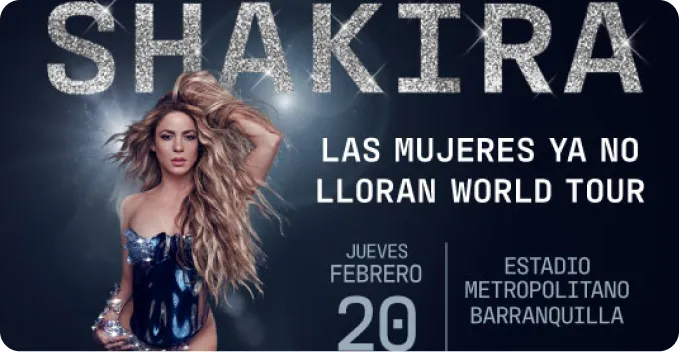 SHAKIRA
LAS MUJERES YA NO
LLORAN WORLD TOUR
JUEVES
FEBRERO
20
ESTADIO
METROPOLITANO
BARRANQUILLA